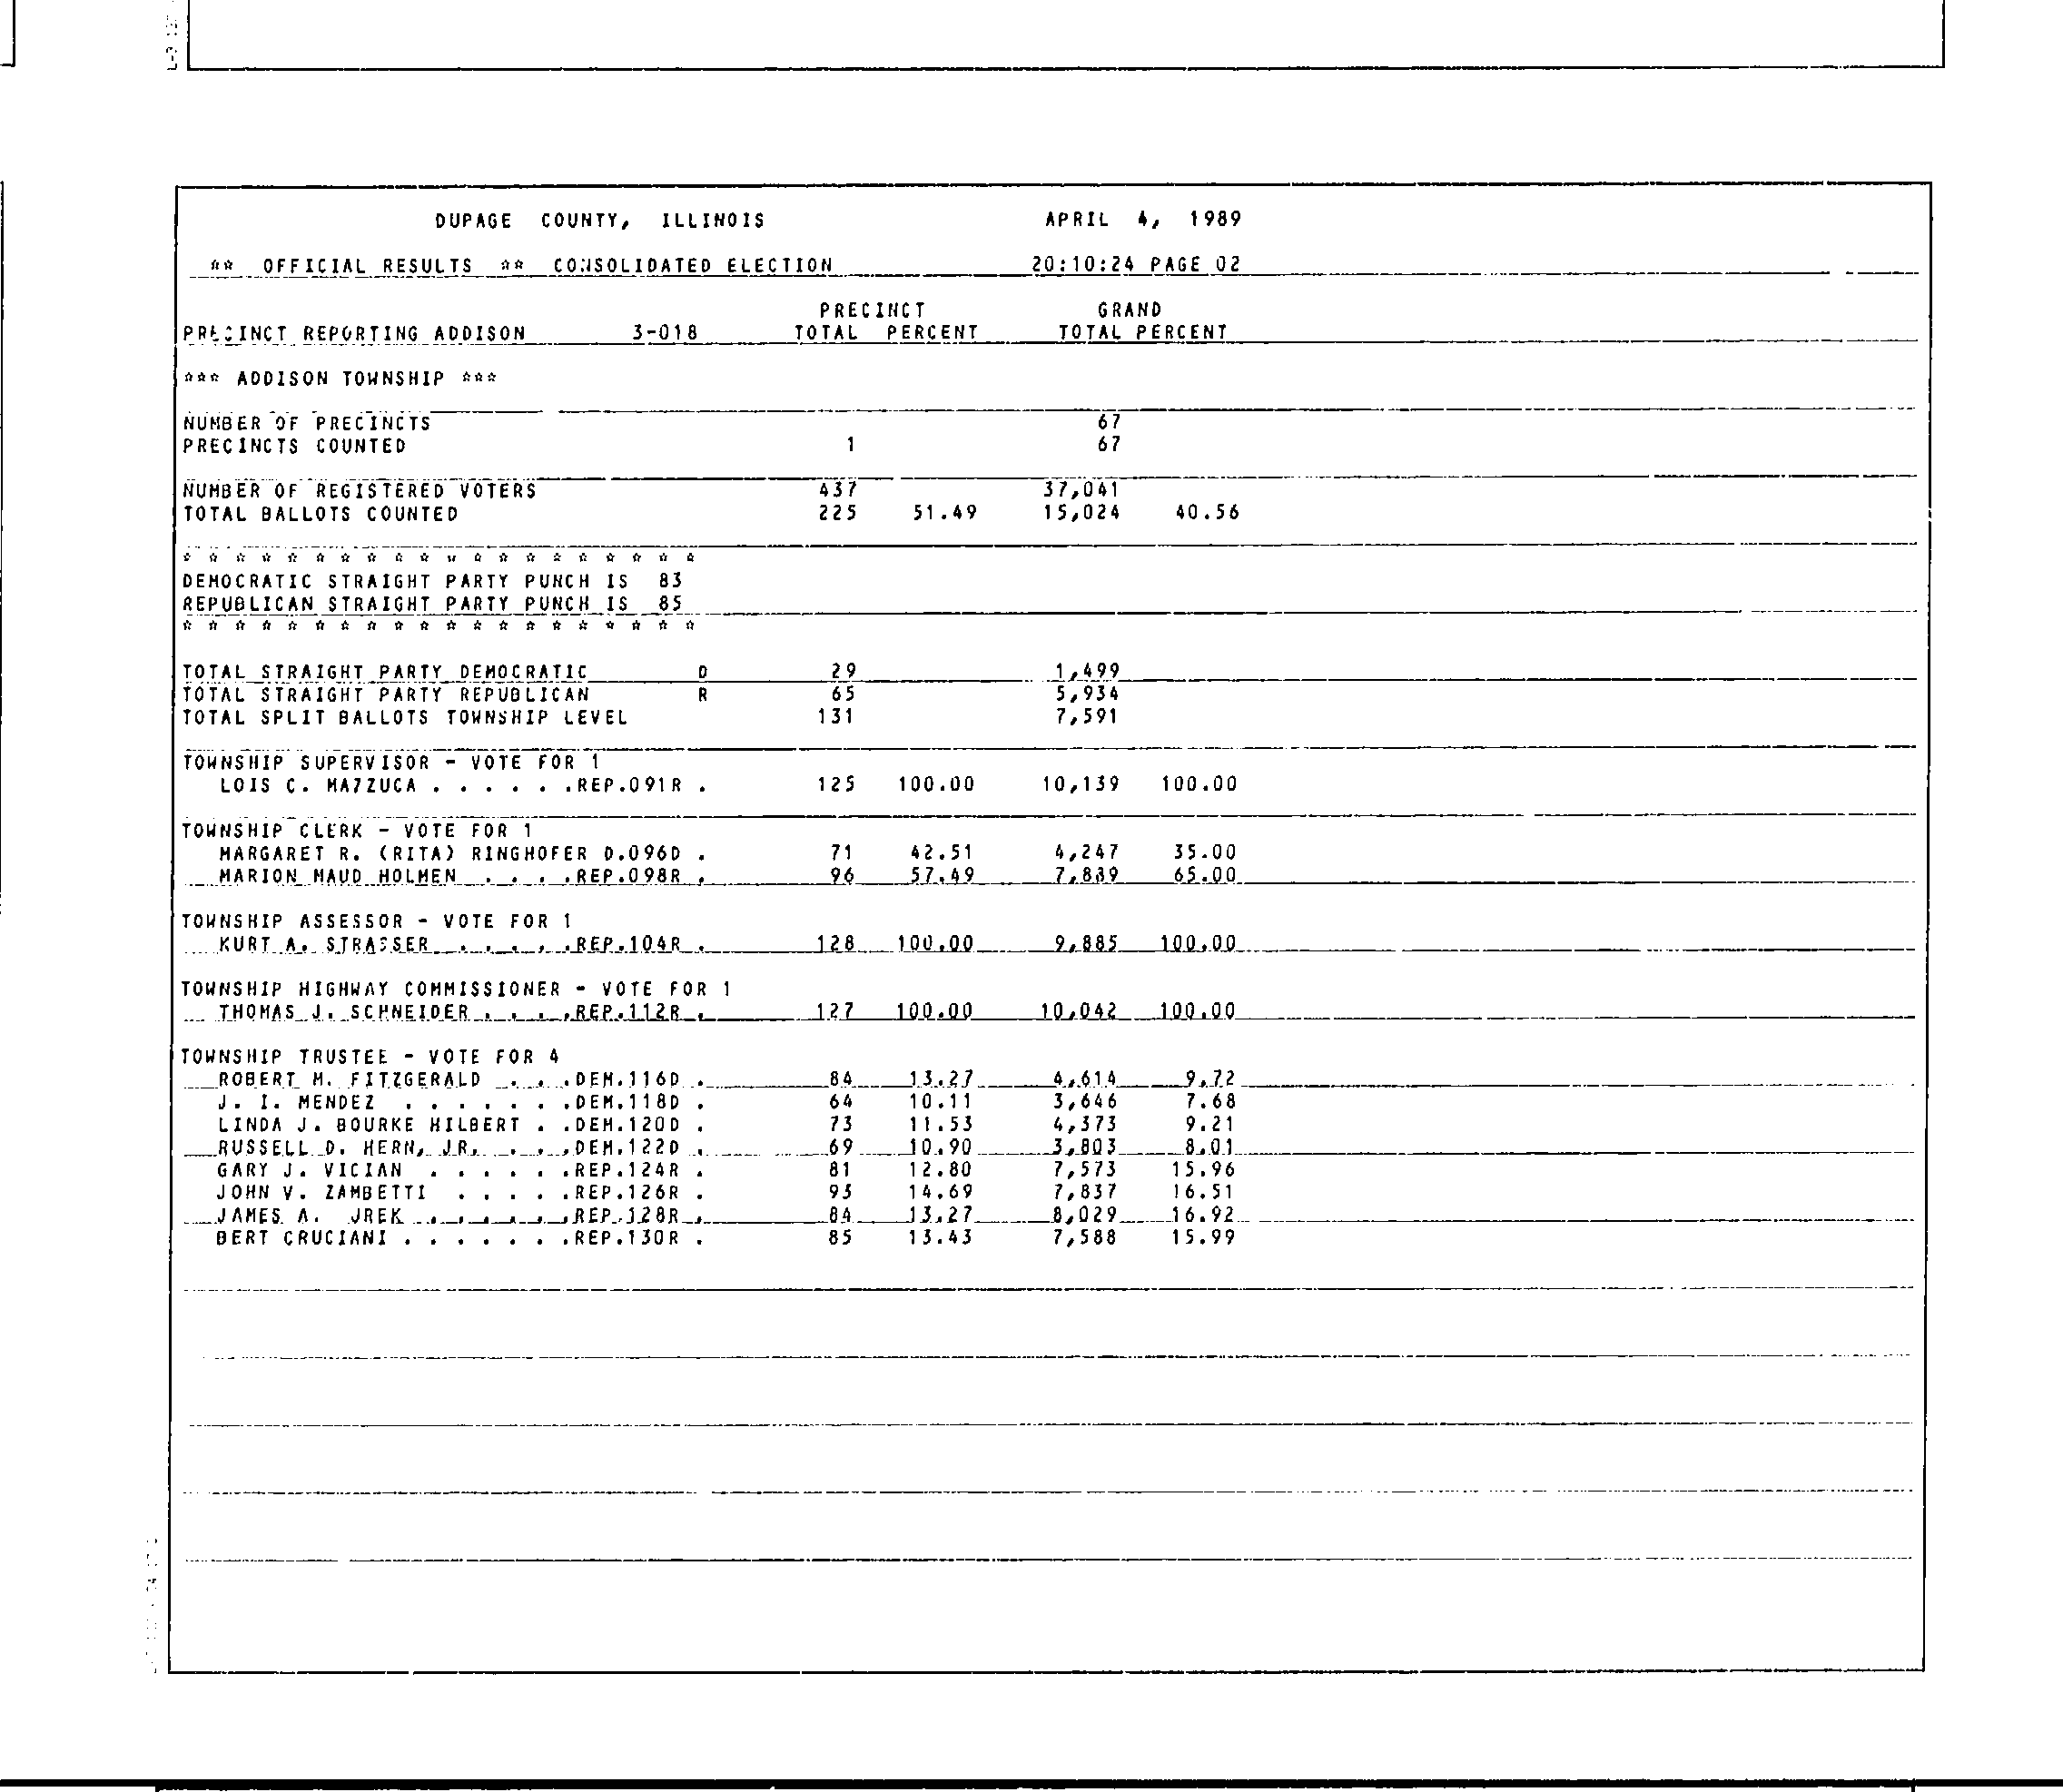 DUPAGE COUNTY, ILLINOIS APRIL 4, 1989
** OFFICIAL RESULTS ** CONSOLIDATED ELECTION 20:10:24 PAGE 02
PRECINCT GRAND
PRECINCT REPORTING ADDISON 3-018 TOTAL PERCENT TOTAL PERCENT
*** ADDISON TOWNSHIP ***
NUMBER OF PRECINCTS 67
PRECINCTS COUNTED 1 67
NUMBER OF REGISTERED VOTERS 437 37,041
TOTAL BALLOTS COUNTED 225 51.49 15,024 40.56
* * * * * * * * * * * * * * * * * * * *
DEMOCRATIC STRAIGHT PARTY PUNCH IS 83
REPUBLICAN STRAIGHT PARTY PUNCH IS 85
* * * * * * * * * * * * * * * * * * * *
TOTAL STRAIGHT PARTY DEMOCRATIC D 29 1,499
TOTAL STRAIGHT PARTY REPUBLICAN R 65 5,934
TOTAL SPLIT BALLOTS TOWNSHIP LEVEL 131 7,591
TOWNSHIP SUPERVISOR - VOTE FOR 1
LOIS C. MAZZUCA . . . . . .REP.091R . 125 100.00 10,139 100.00
TOWNSHIP CLERK - VOTE FOR 1
MARGARET R. (RITA) RINGHOFER D.096D . 71 42.51 4,247 35.00
MARION MAUD HOLMEN . . . .REP.098R . 96 57.49 7,889 65.00
TOWNSHIP ASSESSOR - VOTE FOR 1
KURT A. STRASSER . . . . . .REP.104R . 128 100.00 9,885 100.00
TOWNSHIP HIGHWAY COMMISSIONER - VOTE FOR 1
THOMAS J. SCHNEIDER . . . .REP.112R . 127 100.00 10,042 100.00
TOWNSHIP TRUSTEE - VOTE FOR 4
ROBERT M. FITZGERALD . . .DEM.116D . 84 13.27 4,614 9.72
J. I. MENDEZ . . . . . . .DEM.118D . 64 10.11 3,646 7.68
LINDA J. BOURKE HILBERT . .DEM.120D . 73 11.53 4,373 9.21
RUSSELL D. HERN, JR. . . .DEM.122D . 69 10.90 3,803 8.01
GARY J. VICIAN . . . . . .REP.124R . 81 12.80 7,573 15.96
JOHN V. ZAMBETTI . . . . .REP.126R . 93 14.69 7,837 16.51
JAMES A. JREK . . . . . .REP.128R . 84 13.27 8,029 16.92
BERT CRUCIANI . . . . . . .REP.130R . 85 13.43 7,588 15.99